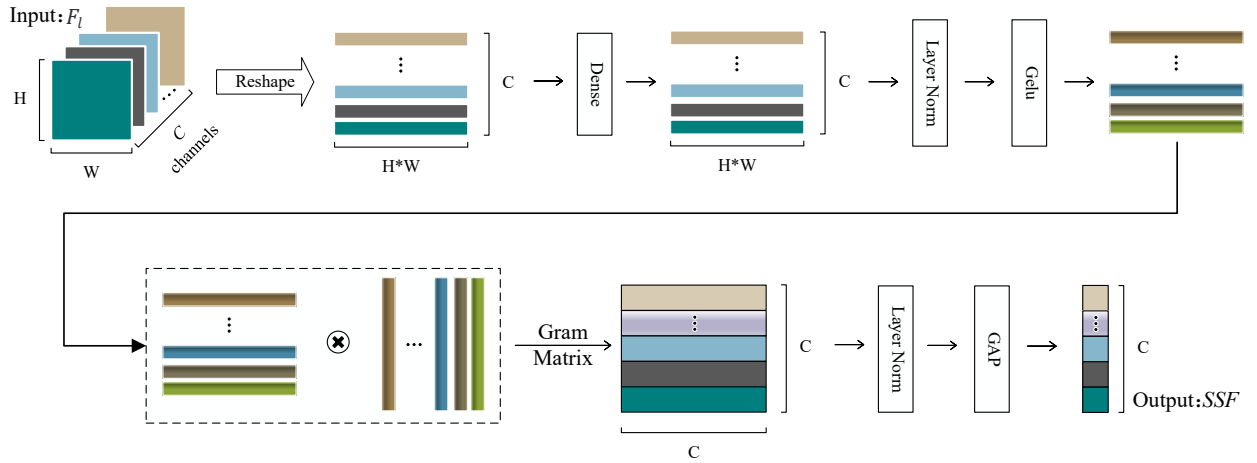 Input: F_l
H
W
C
channels
...
Reshape
...
C
H*W
Dense
...
C
H*W
Layer Norm
Gelu
...
...
...
Gram
Matrix
...
C
C
Layer Norm
GAP
...
C
Output: SSF